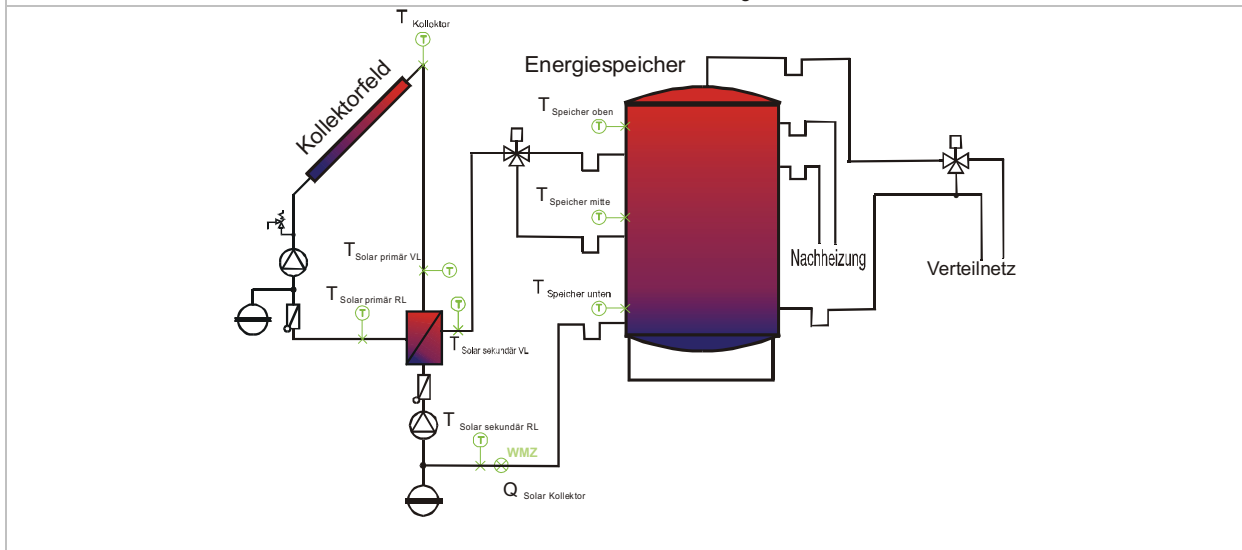 T Kollektor
Kollektorfeld
Energiespeicher
T Speicher oben
T Speicher mitte
T Solar primär VL
T Solar primär RL
T Speicher unten
Nachheizung
Verteilnetz
T Solar sekundär VL
T Solar sekundär RL
WMZ
Q Solar Kollektor
T
T
T
T
T
T
T
T